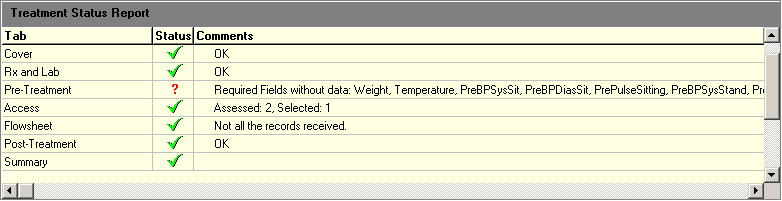 Treatment Status Report
Tab Status Comments
Cover OK
Rx and Lab OK
Pre-Treatment ? Required Fields without data: Weight, Temperature, PreBPSysSit, PreBPDiasSit, PrePulseSitting, PreBPSysStand, Pre
Access Assessed: 2, Selected: 1
Flowsheet Not all the records received.
Post-Treatment OK
Summary